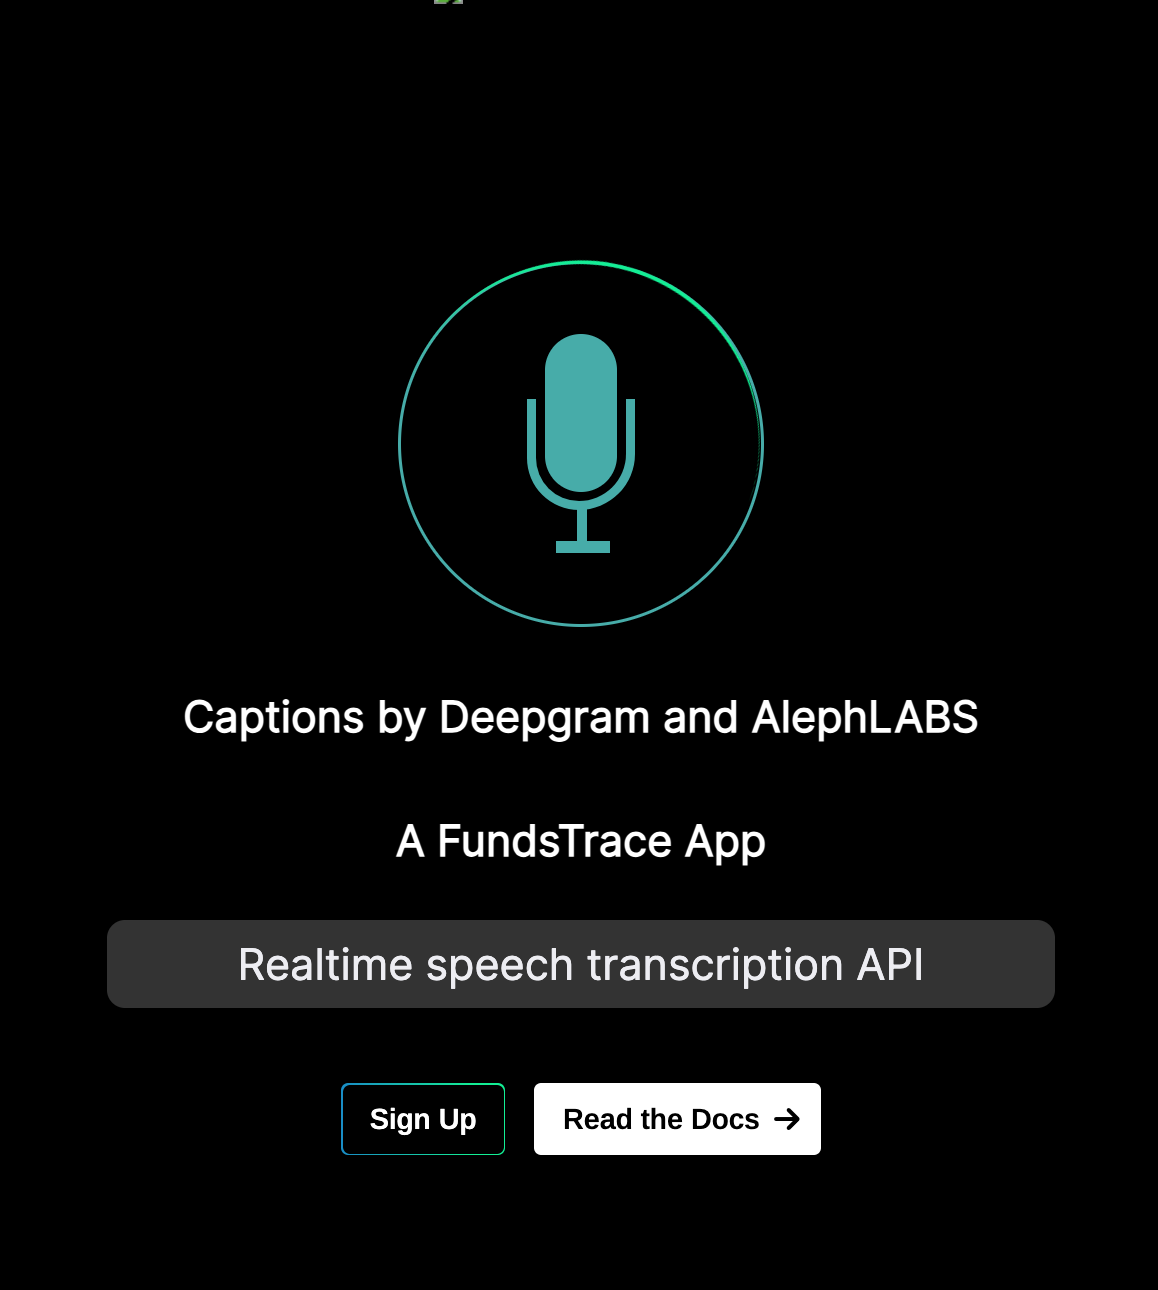 Captions by Deepgram and AlephLABS
A FundsTrace App
Realtime speech transcription API
Sign Up
Read the Docs →